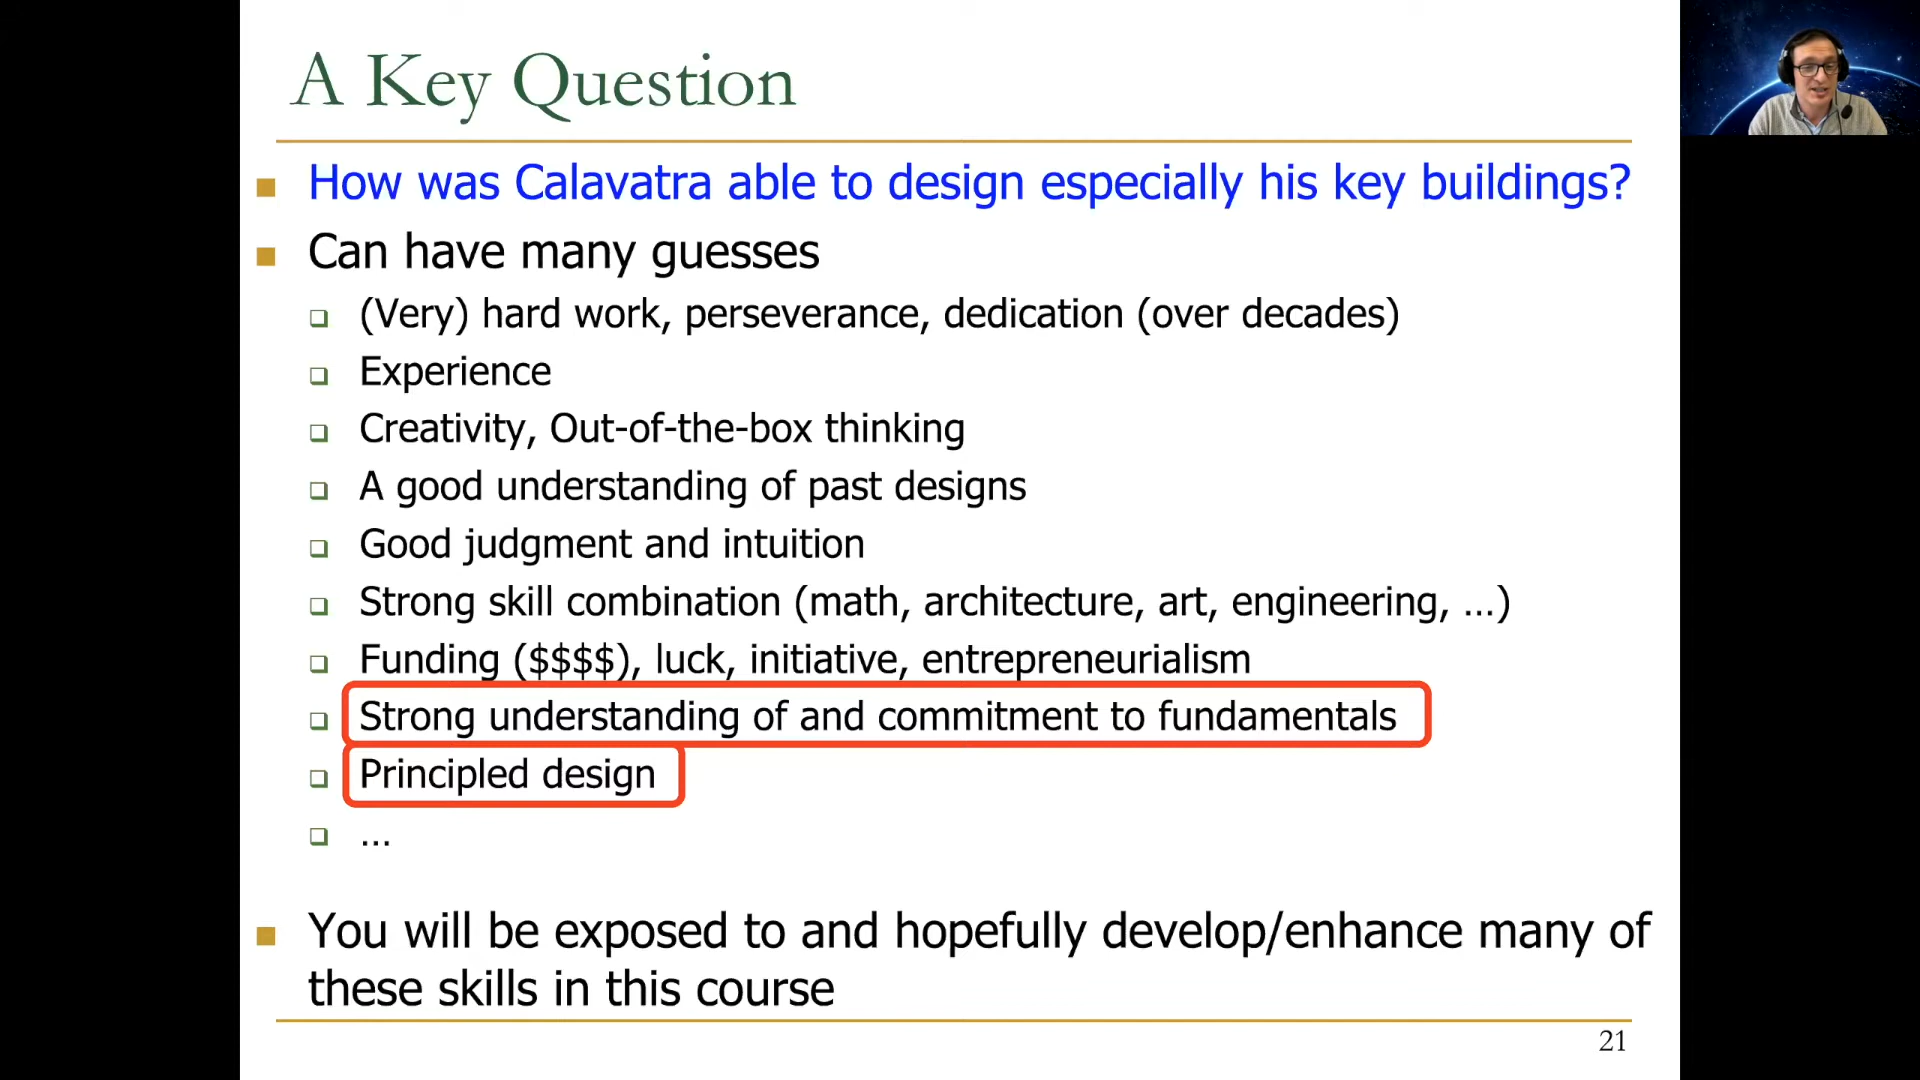 A Key Question
How was Calavatra able to design especially his key buildings?
Can have many guesses
(Very) hard work, perseverance, dedication (over decades)
Experience
Creativity, Out-of-the-box thinking
A good understanding of past designs
Good judgment and intuition
Strong skill combination (math, architecture, art, engineering, ...)
Funding ($$$$), luck, initiative, entrepreneurialism
Strong understanding of and commitment to fundamentals
Principled design
...
You will be exposed to and hopefully develop/enhance many of
these skills in this course
21